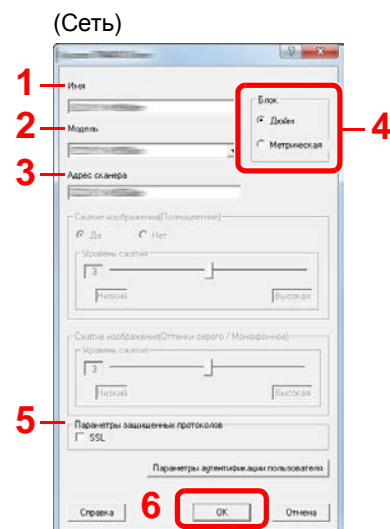 (Сеть)
1
Имя
Блок
Дюйм
4
2
Модель
Метрическая
3
Адрес сканера
Сжатие изображения(Полноцветное)
Да Нет
Уровень сжатия
3
Низкий Высокая
Сжатие изображения(Оттенки серого / Монохромное)
Уровень сжатия
3
Низкий Высокая
5
Параметры защищенных протоколов
SSL
Параметры аутентификации пользователя
6
Справка OK Отмена